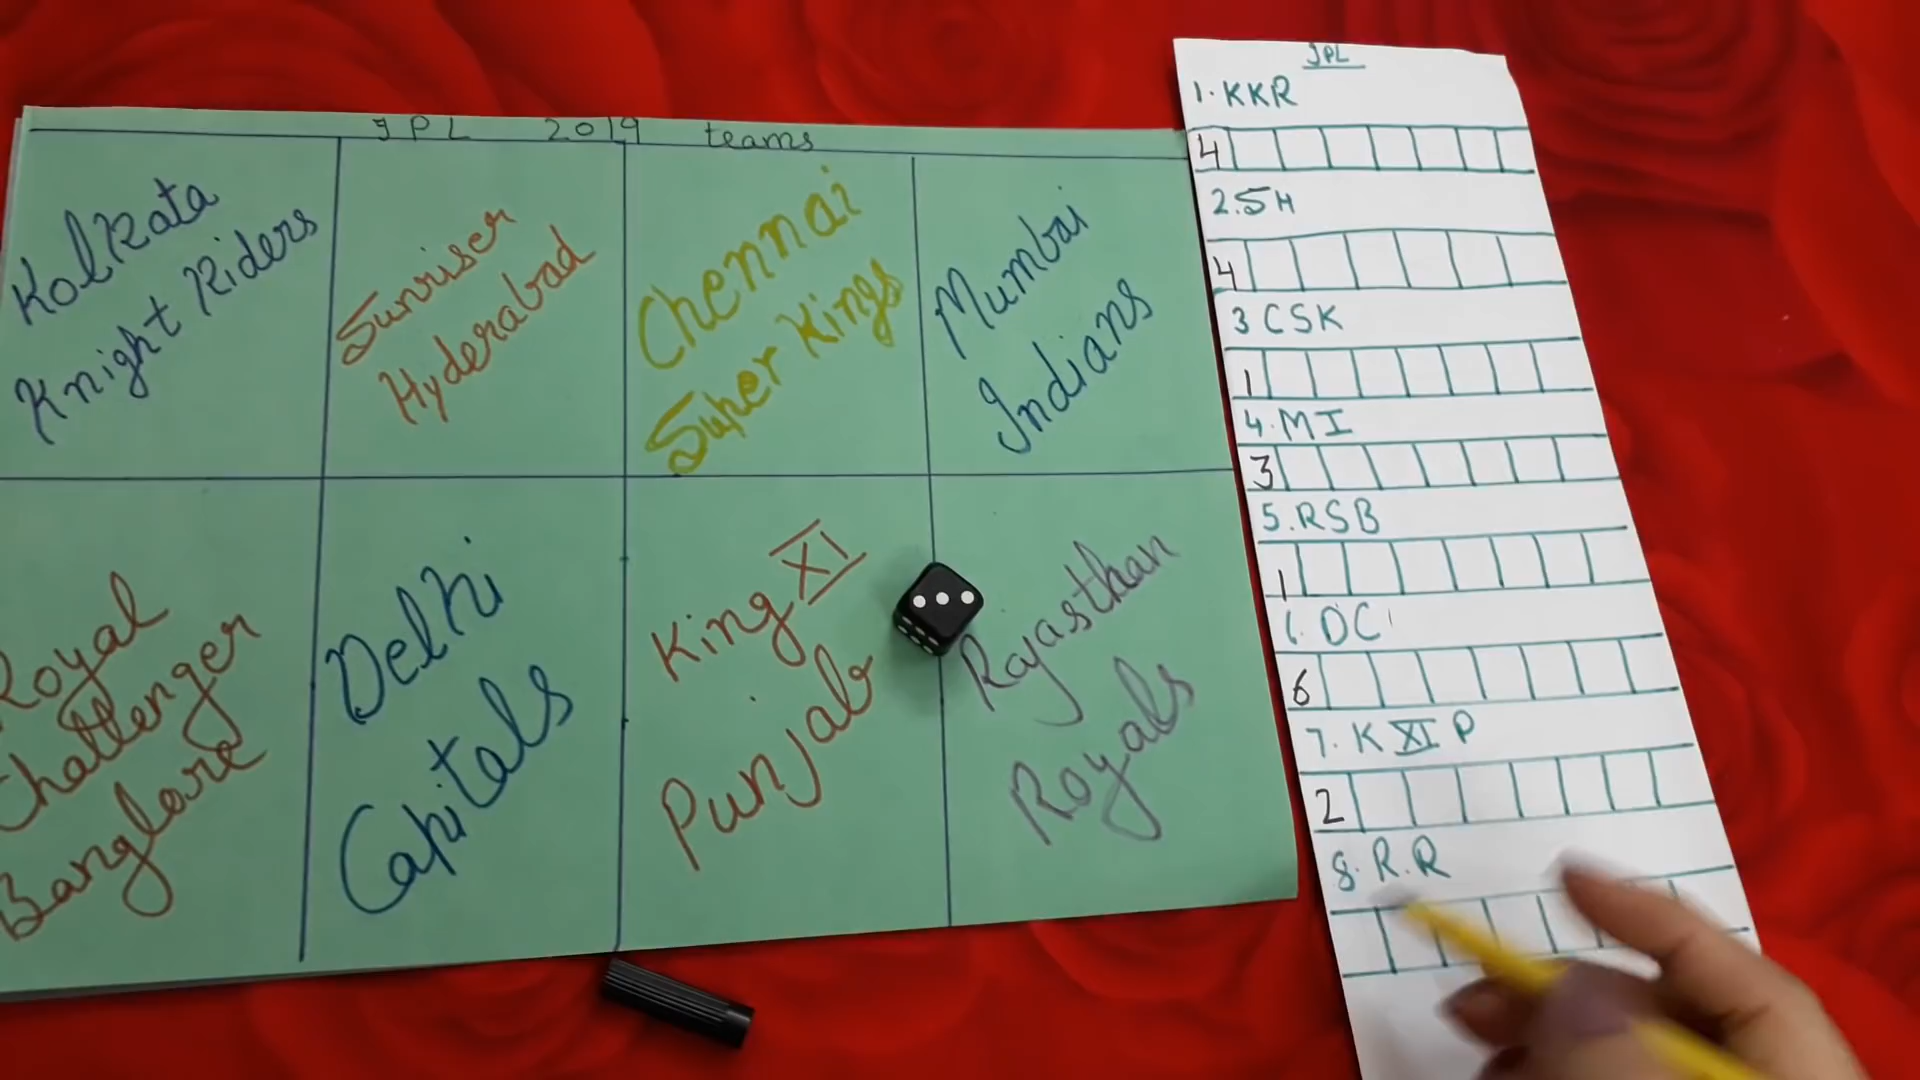 IPL 2019 teams
Kolkata
Knight Riders
Sunriser
Hyderabad
Chennai
Super Kings
Mumbai
Indians
Royal
Challenger
Banglore
Delhi
Capitals
King XI
Punjab
Rajasthan
Royals
IPL
1. KKR
4
2. SH
4
3 CSK
1
4. MI
3
5. RSB
1
6. DC
6
7. K XI P
2
8. R.R